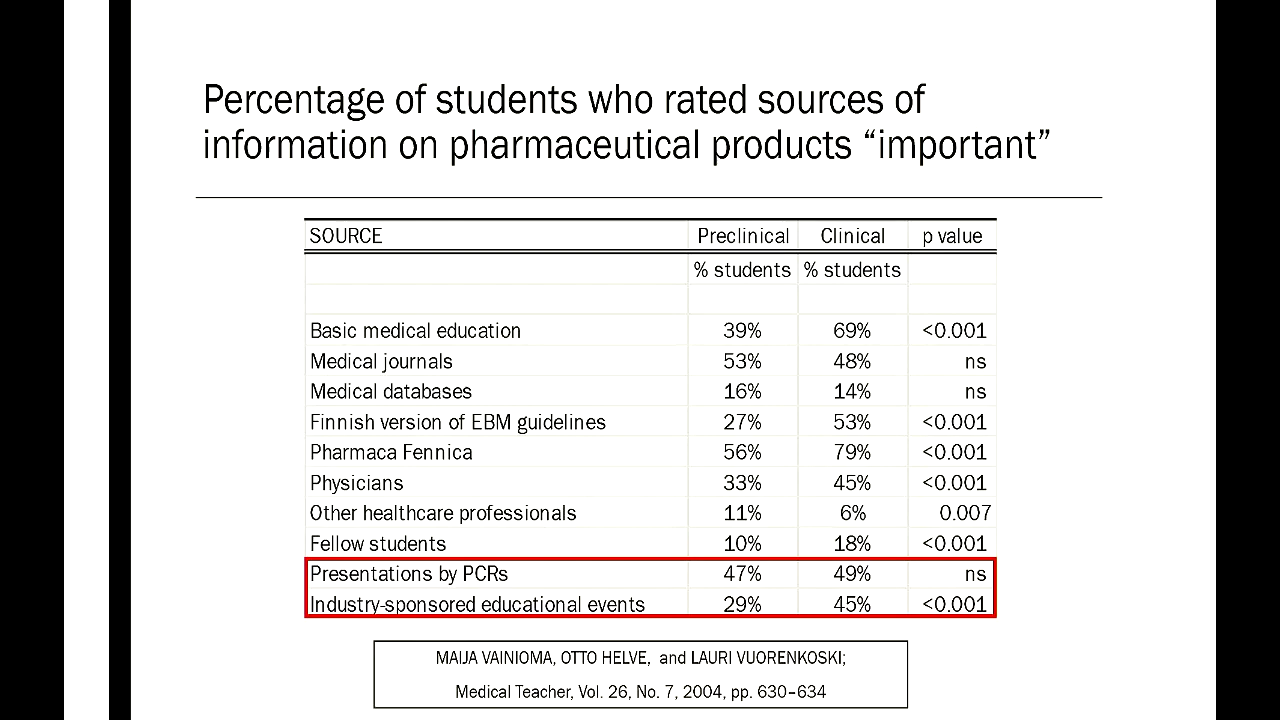 Percentage of students who rated sources of
information on pharmaceutical products “important”
SOURCE Preclinical Clinical p value
% students % students
Basic medical education 39% 69% <0.001
Medical journals 53% 48% ns
Medical databases 16% 14% ns
Finnish version of EBM guidelines 27% 53% <0.001
Pharmaca Fennica 56% 79% <0.001
Physicians 33% 45% <0.001
Other healthcare professionals 11% 6% 0.007
Fellow students 10% 18% <0.001
Presentations by PCRs 47% 49% ns
Industry-sponsored educational events 29% 45% <0.001
MAIJA VAINIOMA, OTTO HELVE, and LAURI VUORENKOSKI;
Medical Teacher, Vol. 26, No. 7, 2004, pp. 630–634